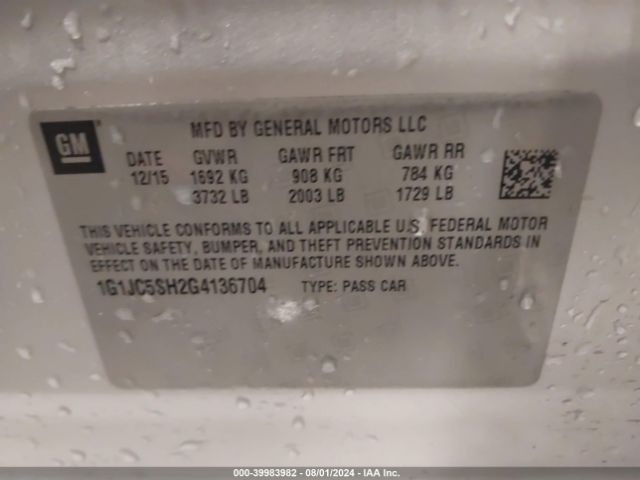 GM
MFD BY GENERAL MOTORS LLC
DATE GVWR GAWR FRT GAWR RR
12/15 1692 KG 908 KG 784 KG
3732 LB 2003 LB 1729 LB
THIS VEHICLE CONFORMS TO ALL APPLICABLE U.S. FEDERAL MOTOR
VEHICLE SAFETY, BUMPER, AND THEFT PREVENTION STANDARDS IN
EFFECT ON THE DATE OF MANUFACTURE SHOWN ABOVE.
1G1JC5SH2G4136704 TYPE: PASS CAR
000-39983982 - 08/01/2024 - IAA Inc.